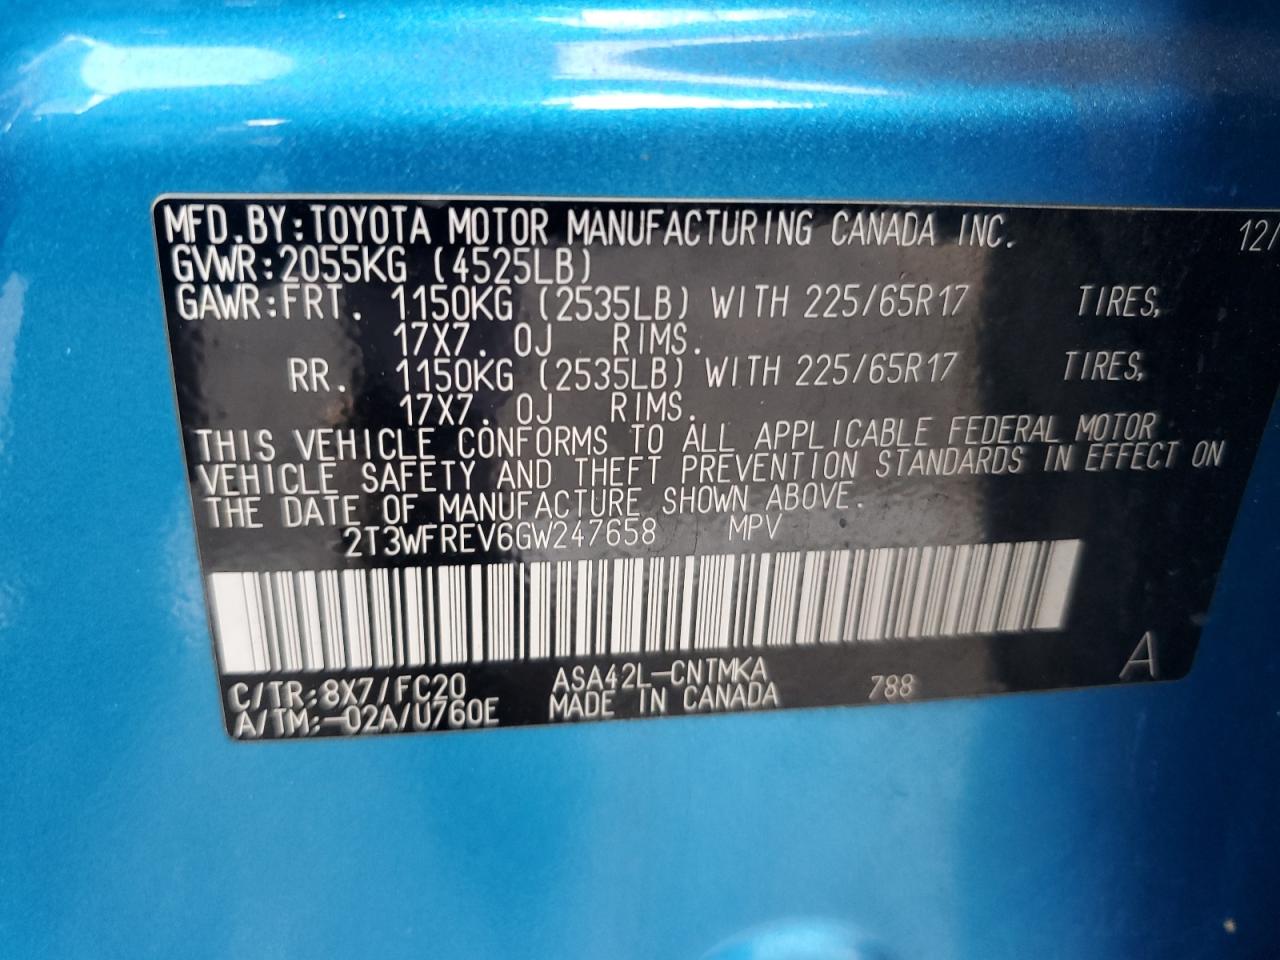 MFD.BY:TOYOTA MOTOR MANUFACTURING CANADA INC. 12/
GVWR:2055KG (4525LB)
GAWR:FRT. 1150KG (2535LB) WITH 225/65R17 TIRES,
17X7.0J RIMS.
RR. 1150KG (2535LB) WITH 225/65R17 TIRES,
17X7.0J RIMS.
THIS VEHICLE CONFORMS TO ALL APPLICABLE FEDERAL MOTOR
VEHICLE SAFETY AND THEFT PREVENTION STANDARDS IN EFFECT ON
THE DATE OF MANUFACTURE SHOWN ABOVE.
2T3WFREV6GW247658 MPV
C/TR:8X7/FC20 ASA42L-CNTMKA 788 A
A/TM:-02A/U760E MADE IN CANADA